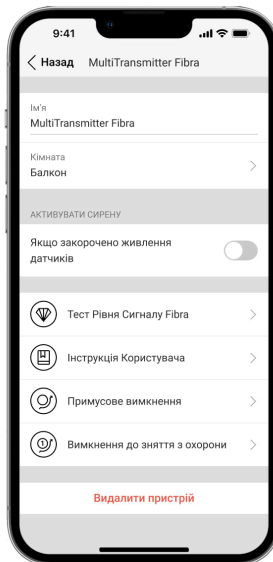 9:41
Назад MultiTransmitter Fibra
Ім'я
MultiTransmitter Fibra
Кімната
Балкон
АКТИВУВАТИ СИРЕНУ
Якщо закорочено живлення
датчиків
Тест Рівня Сигналу Fibra
Інструкція Користувача
Примусове вимкнення
Вимкнення до зняття з охорони
Видалити пристрій